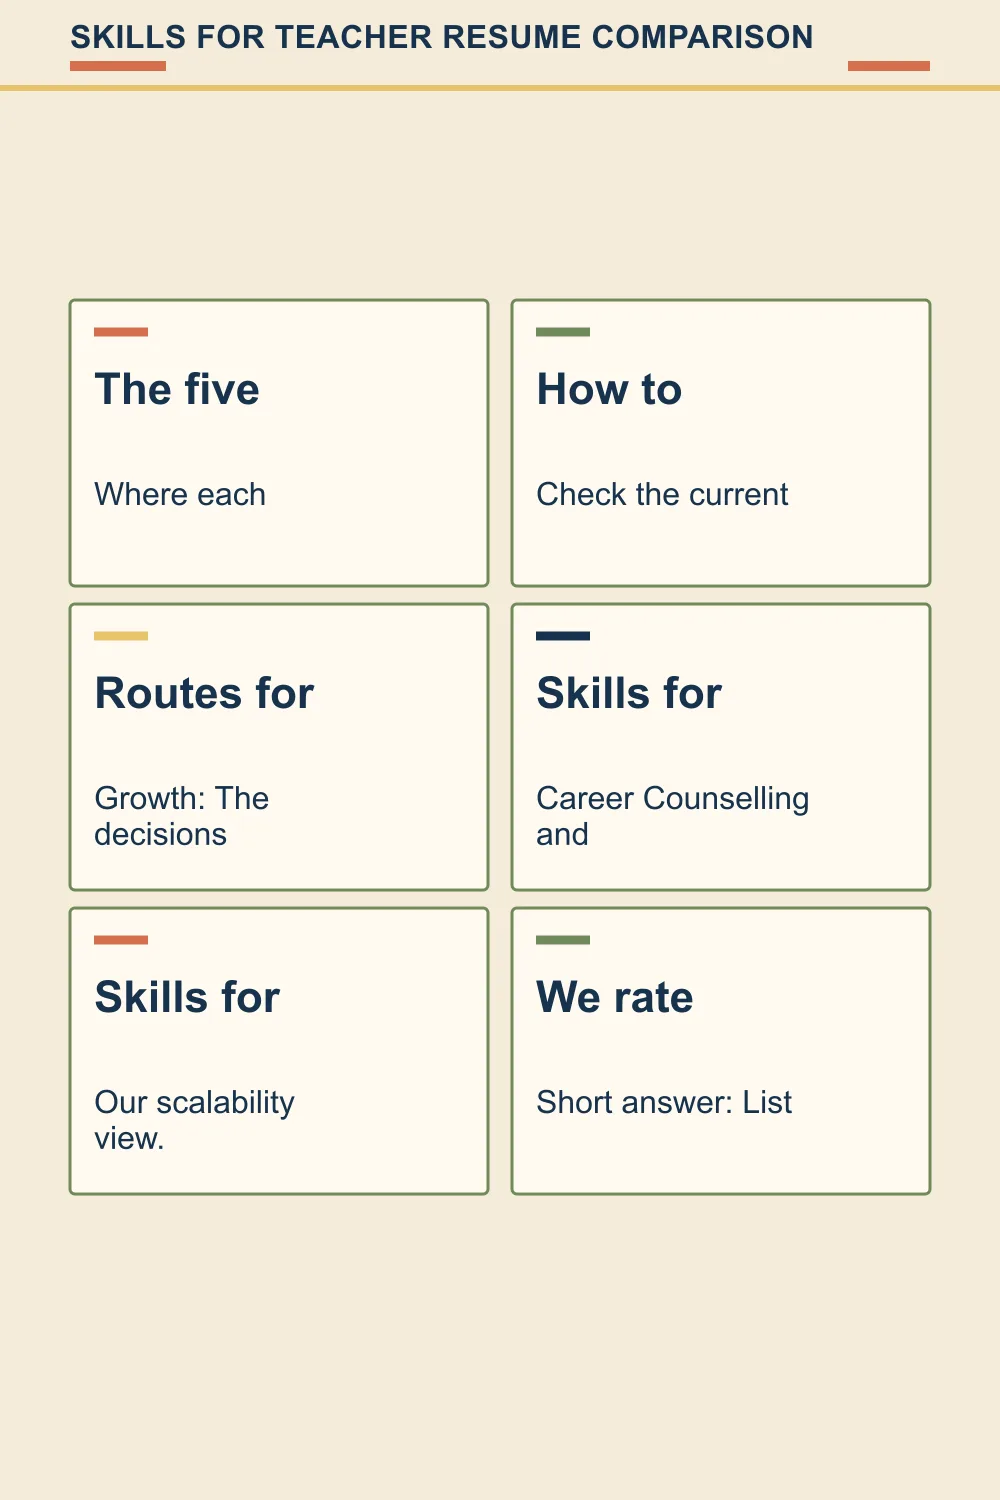 SKILLS FOR TEACHER RESUME COMPARISON
The five
Where each
How to
Check the current
Routes for
Growth: The
decisions
Skills for
Career Counselling
and
Skills for
Our scalability
view.
We rate
Short answer: List